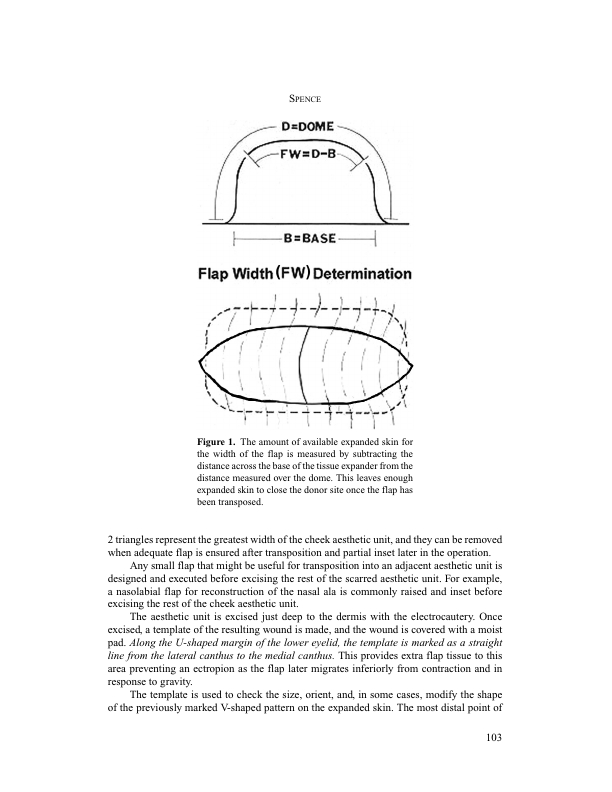 SPENCE
D=DOME
FW=D-B
B=BASE
Flap Width (FW) Determination
Figure 1. The amount of available expanded skin for
the width of the flap is measured by subtracting the
distance across the base of the tissue expander from the
distance measured over the dome. This leaves enough
expanded skin to close the donor site once the flap has
been transposed.
2 triangles represent the greatest width of the cheek aesthetic unit, and they can be removed
when adequate flap is ensured after transposition and partial inset later in the operation.
Any small flap that might be useful for transposition into an adjacent aesthetic unit is
designed and executed before excising the rest of the scarred aesthetic unit. For example,
a nasolabial flap for reconstruction of the nasal ala is commonly raised and inset before
excising the rest of the cheek aesthetic unit.
The aesthetic unit is excised just deep to the dermis with the electrocautery. Once
excised, a template of the resulting wound is made, and the wound is covered with a moist
pad. Along the U-shaped margin of the lower eyelid, the template is marked as a straight
line from the lateral canthus to the medial canthus. This provides extra flap tissue to this
area preventing an ectropion as the flap later migrates inferiorly from contraction and in
response to gravity.
The template is used to check the size, orient, and, in some cases, modify the shape
of the previously marked V-shaped pattern on the expanded skin. The most distal point of
103